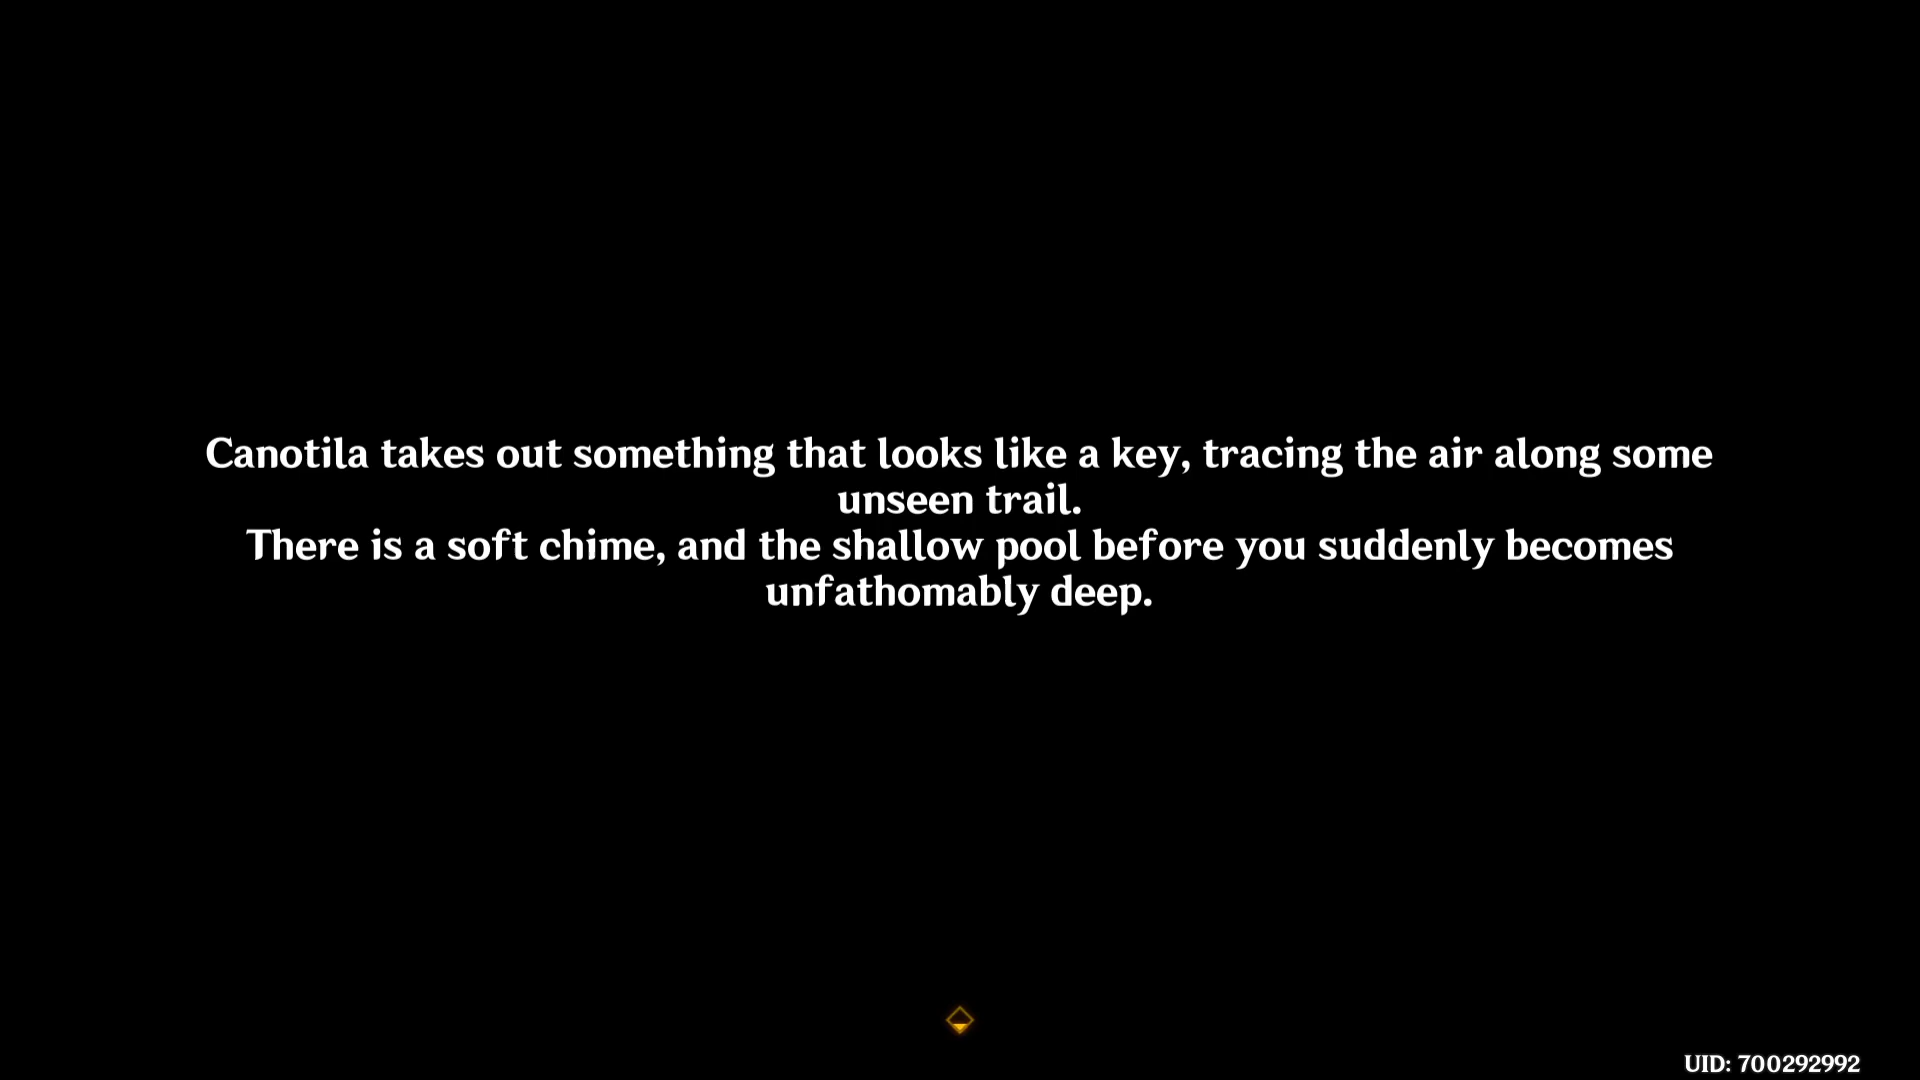 Canotila takes out something that looks like a key, tracing the air along some
unseen trail.
There is a soft chime, and the shallow pool before you suddenly becomes
unfathomably deep.
UID: 700292992